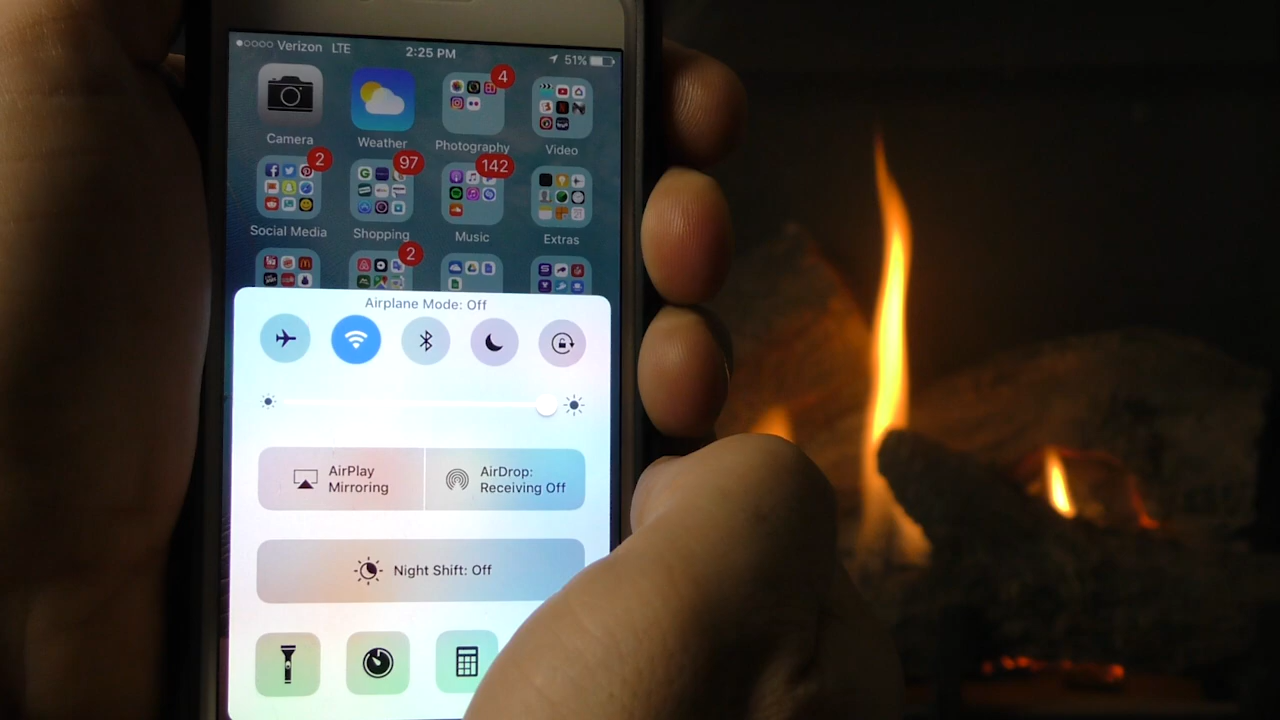 Verizon LTE 2:25 PM 51%
4
Camera Weather Photography Video
2 97 142
Social Media Shopping Music Extras
2
Airplane Mode: Off
AirPlay
Mirroring
AirDrop:
Receiving Off
Night Shift: Off